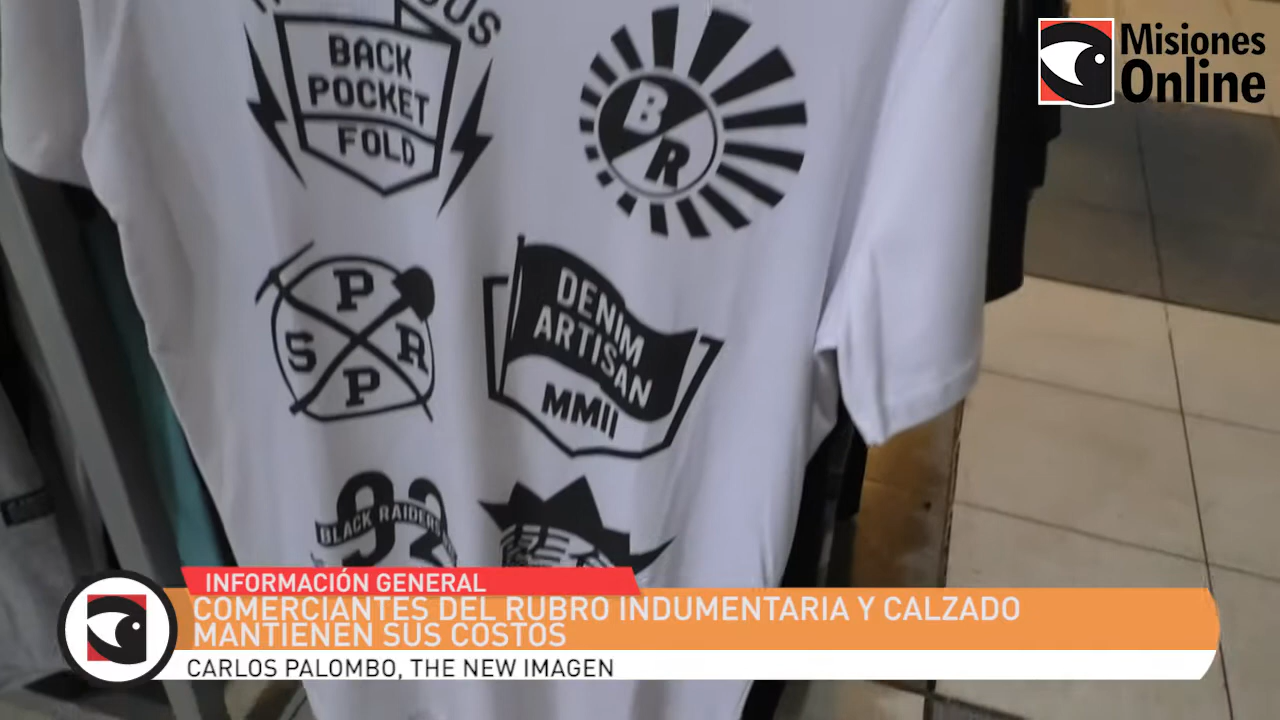 BACK
POCKET
FOLD
B
R
Misiones
Online
P
S R
P
DENIM
ARTISAN
MMII
92
BLACK RAIDERS
INFORMACIÓN GENERAL
COMERCIANTES DEL RUBRO INDUMENTARIA Y CALZADO
MANTIENEN SUS COSTOS
CARLOS PALOMBO, THE NEW IMAGEN